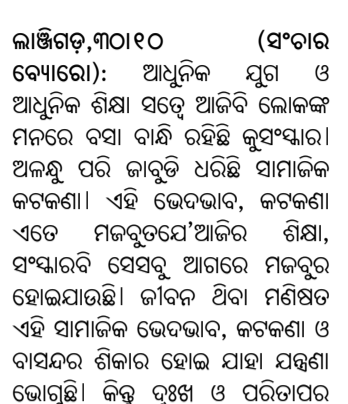 ଲାଞ୍ଜିଗଡ଼,୩୦ା୧୦ (ସଂଚାର
ବ୍ୟୋରୋ): ଆଧୁନିକ ଯୁଗ ଓ
ଆଧୁନିକ ଶିକ୍ଷା ସତ୍ୱେ ଆଜିବି ଲୋକଙ୍କ
ମନରେ ବସା ବାନ୍ଧି ରହିଛି କୁସଂସ୍କାର।
ଅଳନ୍ଧୁ ପରି ଜାବୁଡି ଧରିଛି ସାମାଜିକ
କଟକଣା। ଏହି ଭେଦଭାବ, କଟକଣା
ଏତେ ମଜବୁତଯେ’ଆଜିର ଶିକ୍ଷା,
ସଂସ୍କାରବି ସେସବୁ ଆଗରେ ମଜବୁର
ହୋଇଯାଉଛି। ଜୀବନ ଥିବା ମଣିଷତ
ଏହି ସାମାଜିକ ଭେଦଭାବ, କଟକଣା ଓ
ବାସନ୍ଦର ଶିକାର ହୋଇ ଯାହା ଯନ୍ତ୍ରଣା
ଭୋଗୁଛି। କିନ୍ତୁ ଦୁଃଖ ଓ ପରିତାପର